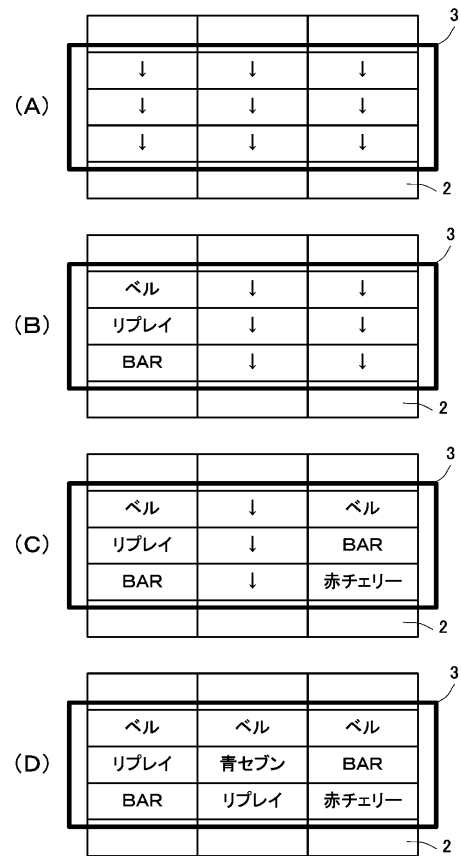 3
(A)
↓ ↓ ↓
↓ ↓ ↓
↓ ↓ ↓
2
3
(B)
ベル ↓ ↓
リプレイ ↓ ↓
BAR ↓ ↓
2
3
(C)
ベル ↓ ベル
リプレイ ↓ BAR
BAR ↓ 赤チェリー
2
3
(D)
ベル ベル ベル
リプレイ 青セブン BAR
BAR リプレイ 赤チェリー
2